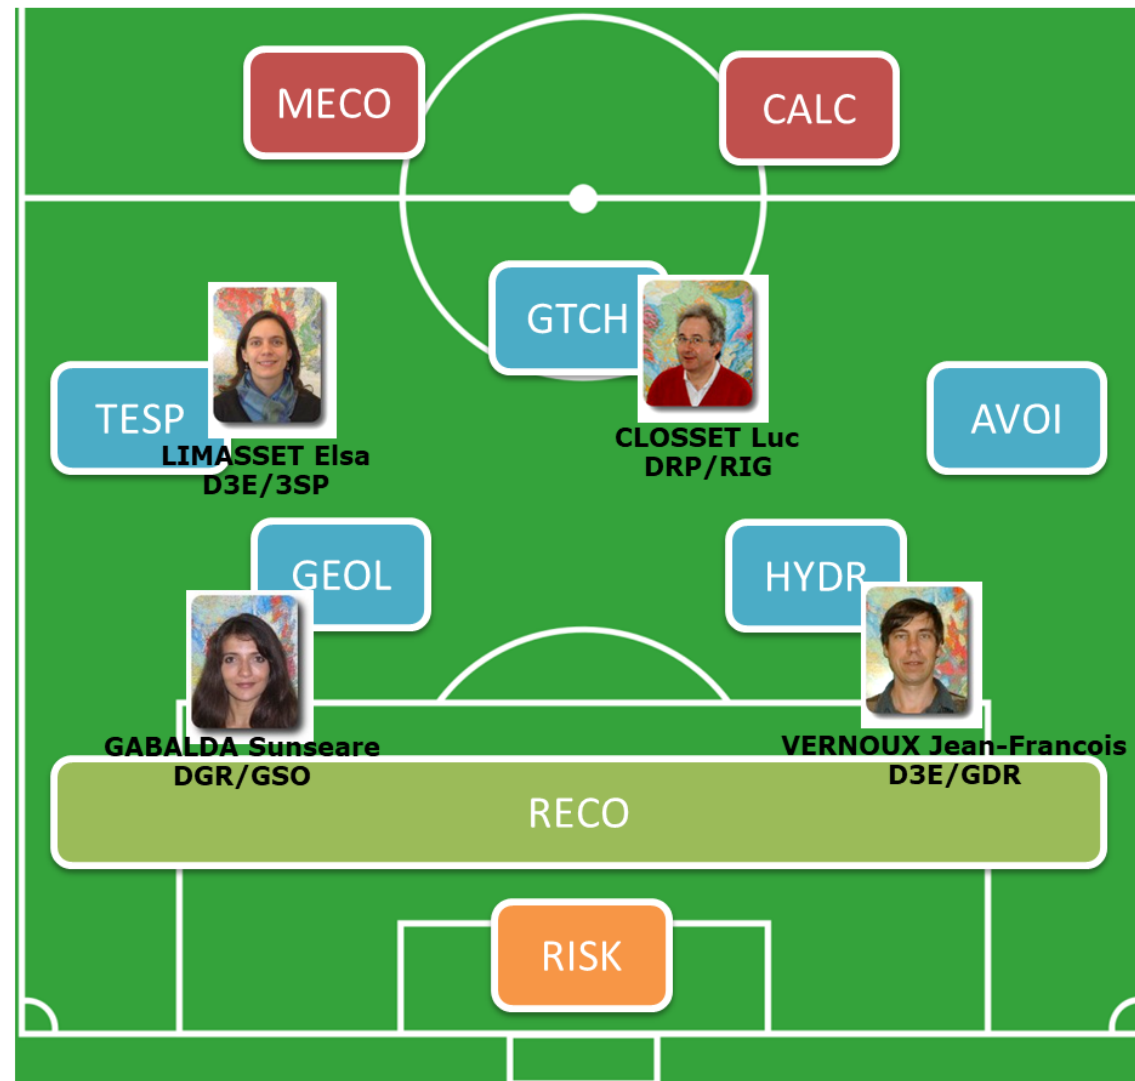 MECO
CALC
GTCH
TESP
AVOI
LIMASSET Elsa
D3E/3SP
CLOSSET Luc
DRP/RIG
GEOL
HYDR
GABALDA Sunseare
DGR/GSO
VERNOUX Jean-Francois
D3E/GDR
RECO
RISK